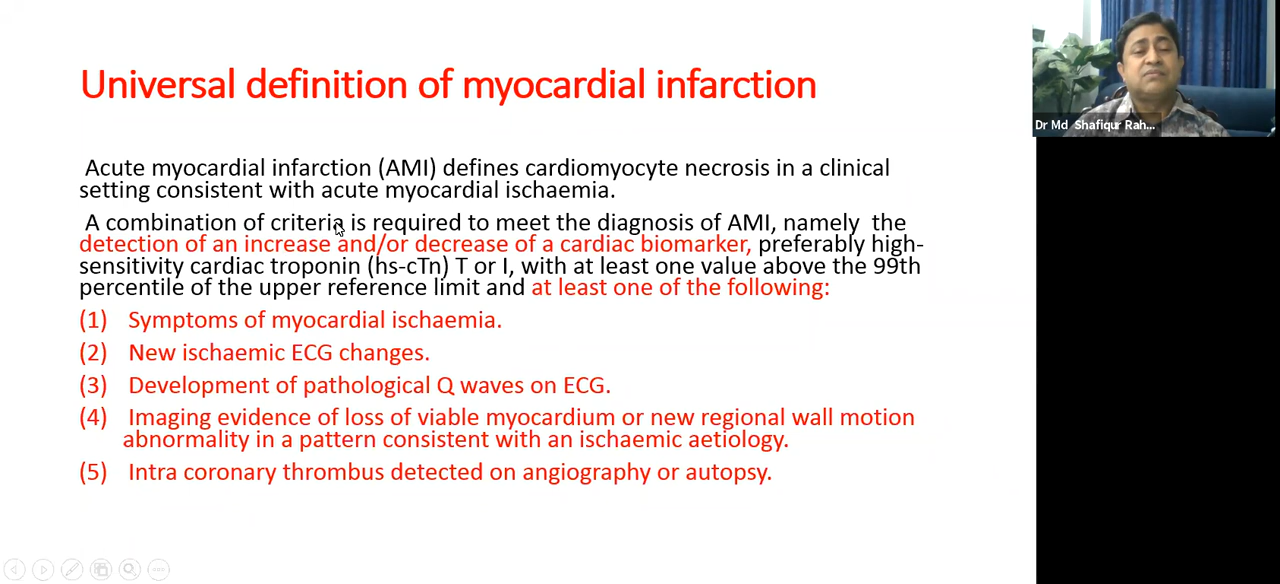 Universal definition of myocardial infarction
Acute myocardial infarction (AMI) defines cardiomyocyte necrosis in a clinical
setting consistent with acute myocardial ischaemia.
A combination of criteria is required to meet the diagnosis of AMI, namely the
detection of an increase and/or decrease of a cardiac biomarker, preferably high-
sensitivity cardiac troponin (hs-cTn) T or I, with at least one value above the 99th
percentile of the upper reference limit and at least one of the following:
(1) Symptoms of myocardial ischaemia.
(2) New ischaemic ECG changes.
(3) Development of pathological Q waves on ECG.
(4) Imaging evidence of loss of viable myocardium or new regional wall motion
abnormality in a pattern consistent with an ischaemic aetiology.
(5) Intra coronary thrombus detected on angiography or autopsy.
Dr Md Shafiqur Rah...